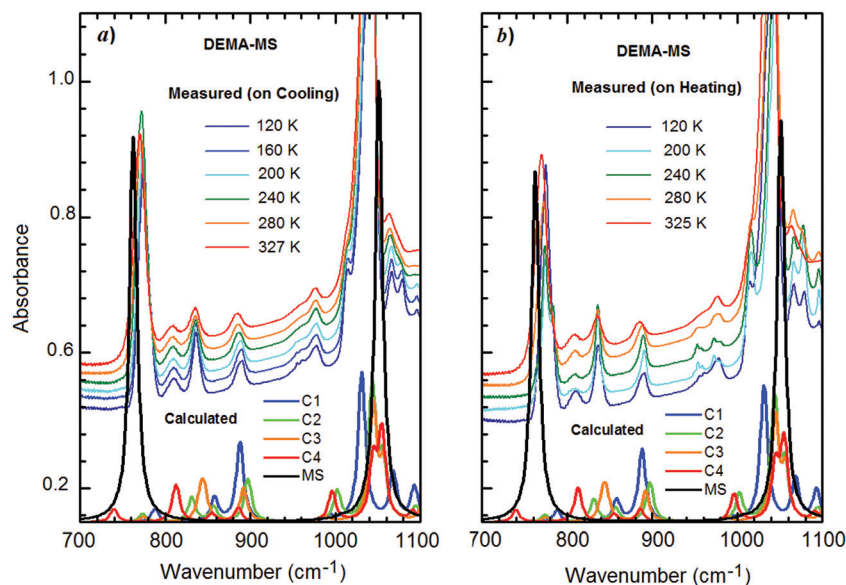 a)
DEMA-MS
Measured (on Cooling)
120 K
160 K
200 K
240 K
280 K
327 K
Calculated
C1
C2
C3
C4
MS
1.0
0.8
0.6
0.4
0.2
Absorbance
700 800 900 1000 1100
Wavenumber (cm⁻¹)
b)
DEMA-MS
Measured (on Heating)
120 K
200 K
240 K
280 K
325 K
Calculated
C1
C2
C3
C4
MS
700 800 900 1000 1100
Wavenumber (cm⁻¹)